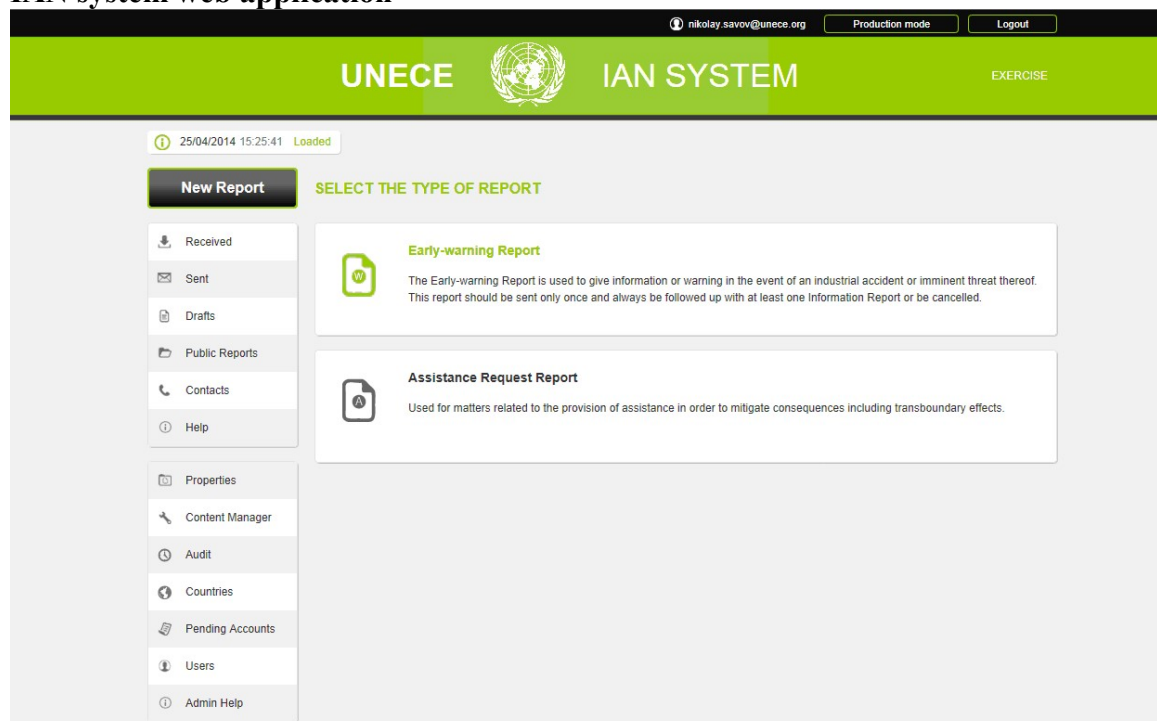 IAN system web application
nikolay.savov@unece.org Production mode Logout
UNECE IAN SYSTEM EXERCISE
25/04/2014 15:25:41 Loaded
New Report
SELECT THE TYPE OF REPORT
Received
Sent
Drafts
Public Reports
Contacts
Help
Properties
Content Manager
Audit
Countries
Pending Accounts
Users
Admin Help
W
Early-warning Report
The Early-warning Report is used to give information or warning in the event of an industrial accident or imminent threat thereof.
This report should be sent only once and always be followed up with at least one Information Report or be cancelled.
A
Assistance Request Report
Used for matters related to the provision of assistance in order to mitigate consequences including transboundary effects.